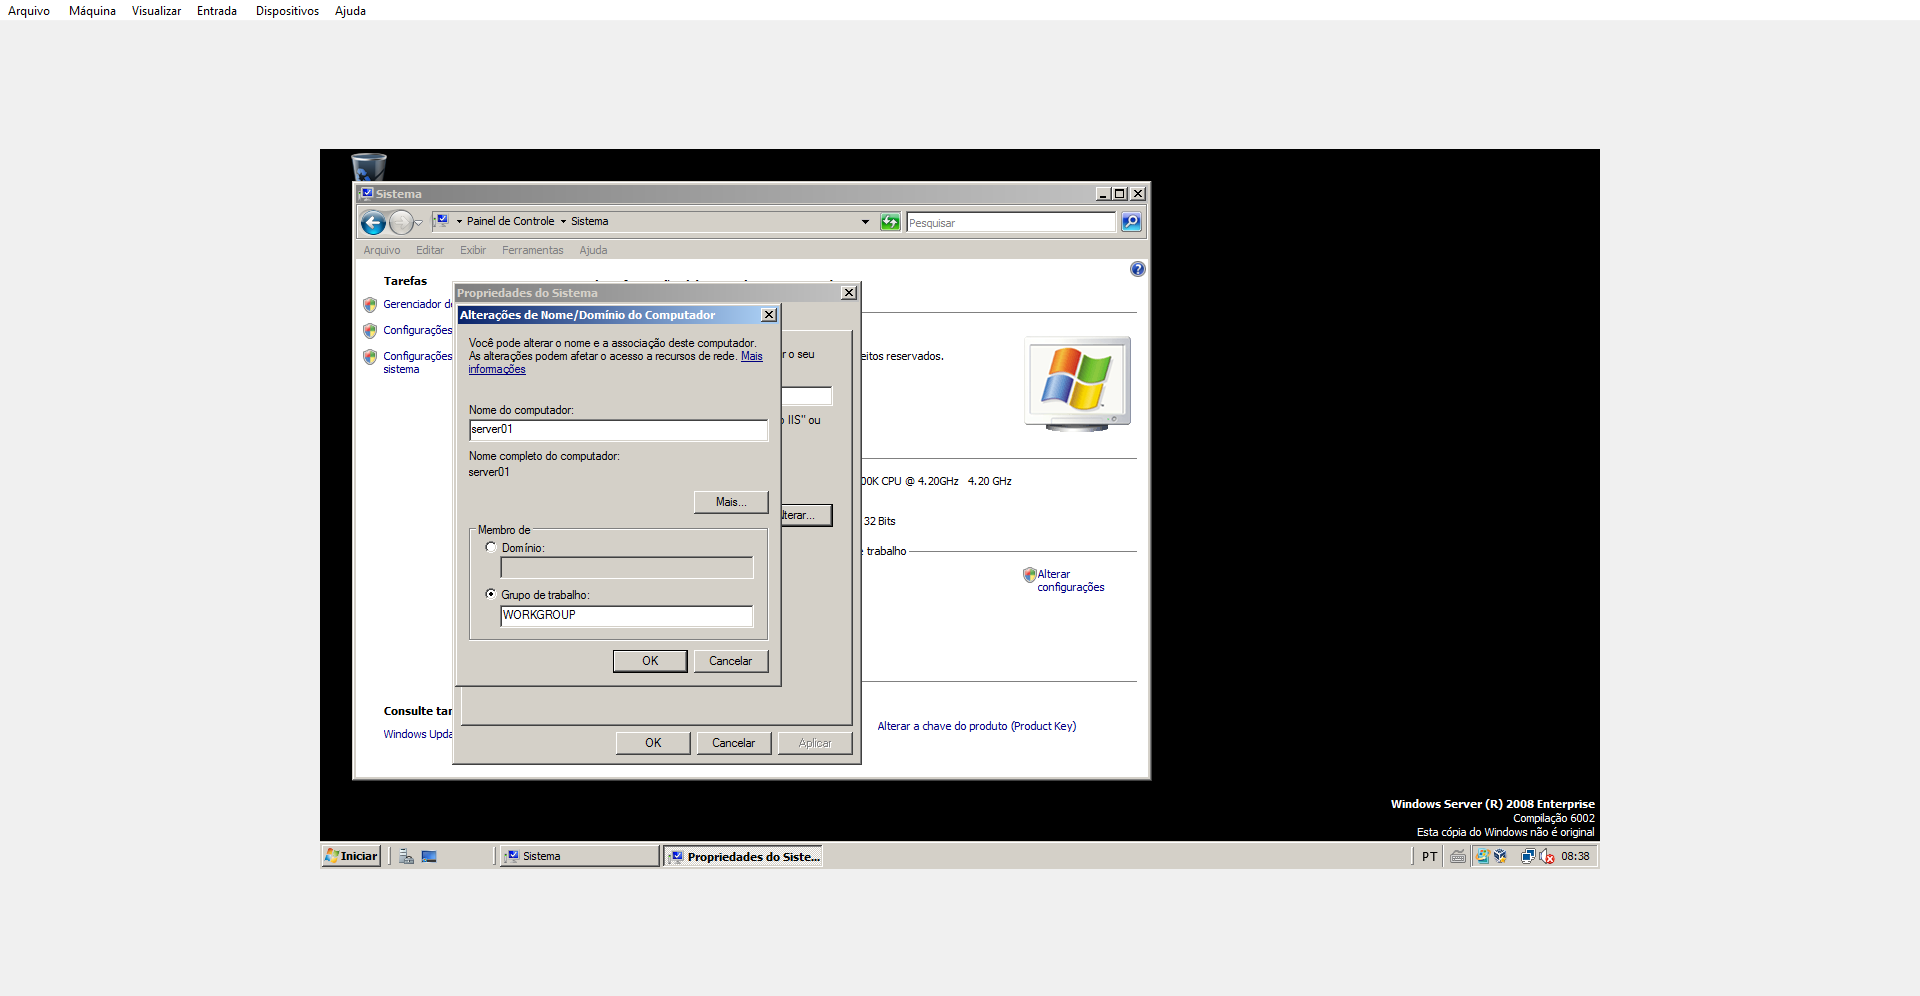 Arquivo Máquina Visualizar Entrada Dispositivos Ajuda
Sistema
Painel de Controle Sistema
Pesquisar
Arquivo Editar Exibir Ferramentas Ajuda
Tarefas
Gerenciador
Configurações
Configurações
sistema
Consulte
Windows
Propriedades do Sistema
Alterações de Nome/Domínio do Computador
Você pode alterar o nome e a associação deste computador.
As alterações podem afetar o acesso a recursos de rede. Mais
informações
Nome do computador:
server01
Nome completo do computador:
server01
Mais...
Membro de
Domínio:
Grupo de trabalho:
WORKGROUP
OK Cancelar
o seu
IIS" ou
lterar...
OK Cancelar Aplicar
eitos reservados.
00K CPU @ 4.20GHz 4.20 GHz
32 Bits
trabalho
Alterar
configurações
Alterar a chave do produto (Product Key)
Windows Server (R) 2008 Enterprise
Compilação 6002
Esta cópia do Windows não é original
Iniciar Sistema Propriedades do Siste... PT 08:38